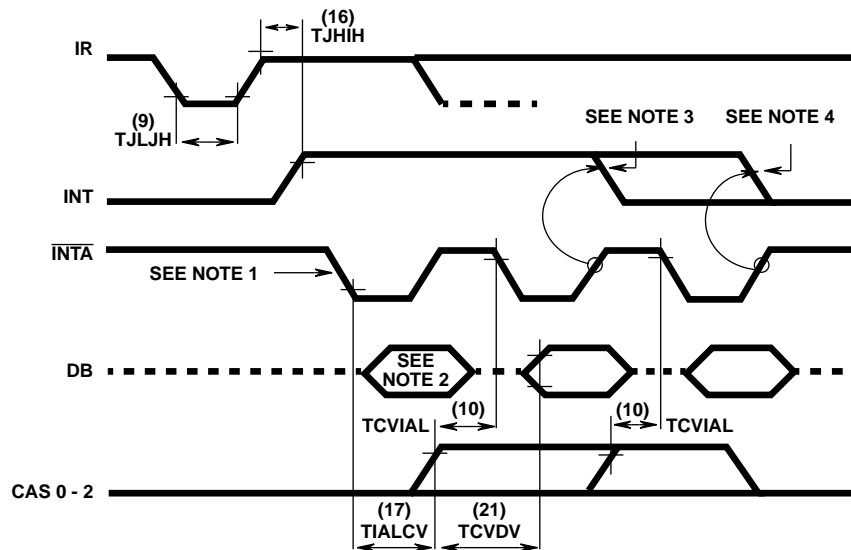 (16)
TJHIH
IR
(9)
TJLJH
SEE NOTE 3
SEE NOTE 4
INT
INTA
SEE NOTE 1
DB
SEE
NOTE 2
TCVIAL
(10)
(10)
TCVIAL
CAS 0 - 2
(17)
TIALCV
(21)
TCVDV